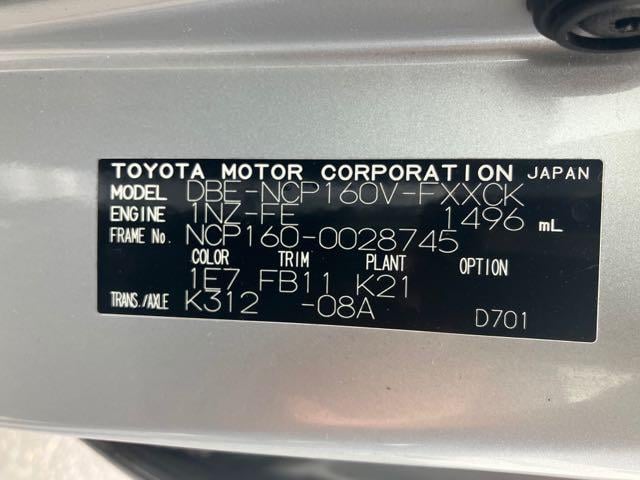 TOYOTA MOTOR CORPORATION JAPAN
MODEL DBE-NCP160V-FXXCK
ENGINE 1NZ-FE 1496 mL
FRAME No. NCP160-0028745
COLOR TRIM PLANT OPTION
1E7 FB11 K21
TRANS./AXLE K312 -08A D701